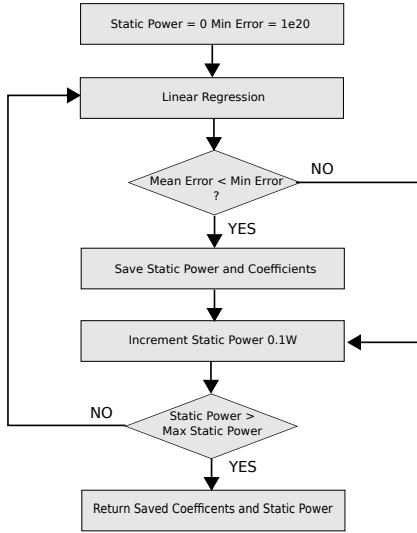 Static Power = 0 Min Error = 1e20
Linear Regression
Mean Error < Min Error
?
NO
YES
Save Static Power and Coefficients
Increment Static Power 0.1W
Static Power >
Max Static Power
NO
YES
Return Saved Coefficents and Static Power